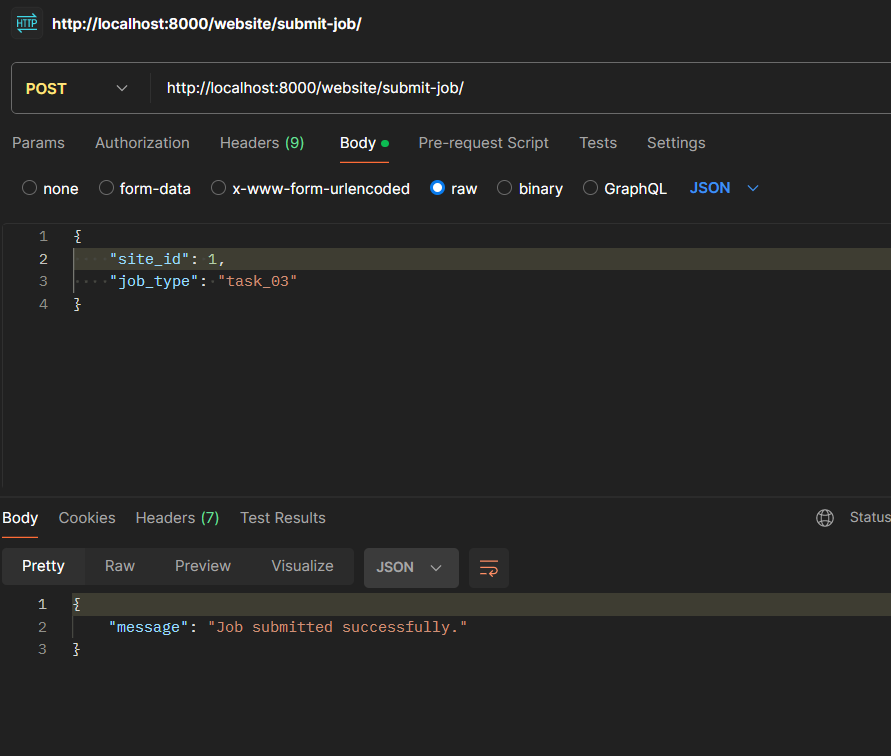 HTTP http://localhost:8000/website/submit-job/
POST http://localhost:8000/website/submit-job/
Params Authorization Headers (9) Body Pre-request Script Tests Settings
none form-data x-www-form-urlencoded raw binary GraphQL JSON
1 {
2 "site_id": 1,
3 "job_type": "task_03"
4 }
Body Cookies Headers (7) Test Results Status
Pretty Raw Preview Visualize JSON
1 {
2 "message": "Job submitted successfully."
3 }